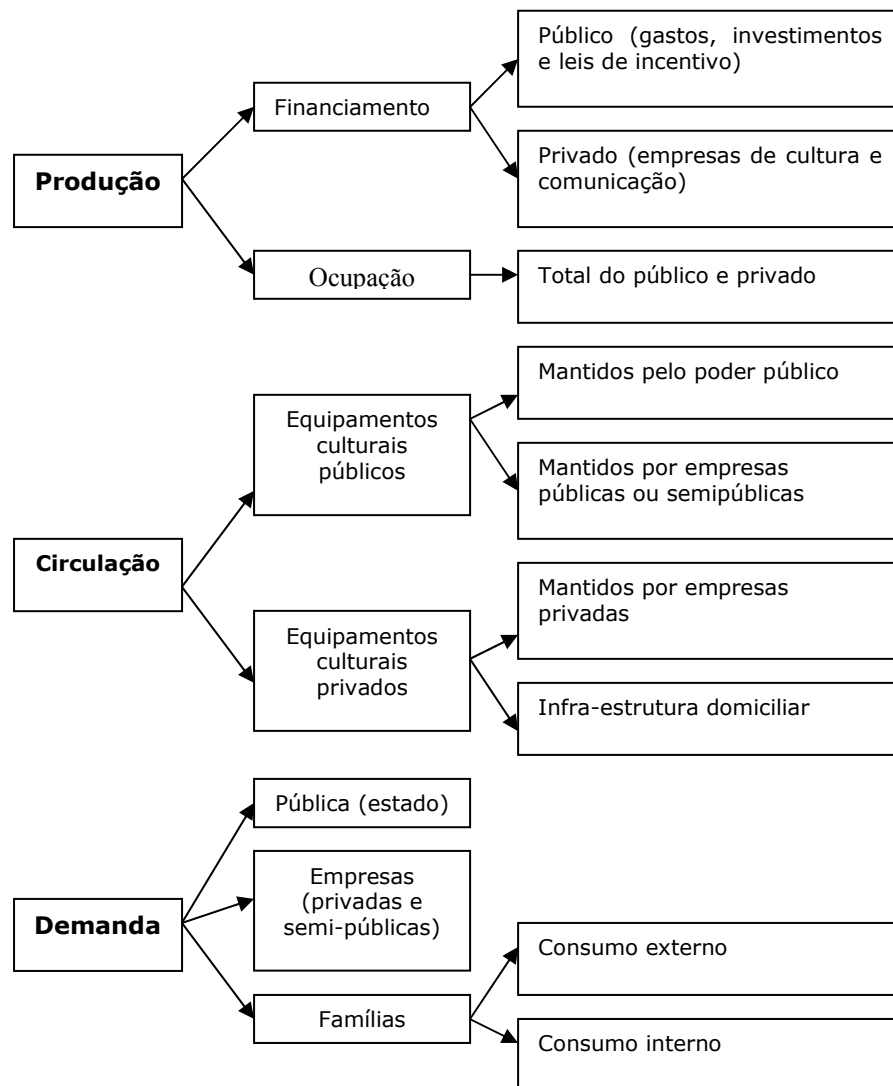 Produção
Financiamento
Público (gastos, investimentos
e leis de incentivo)
Privado (empresas de cultura e
comunicação)
Ocupação
Total do público e privado
Circulação
Equipamentos
culturais
públicos
Mantidos pelo poder público
Mantidos por empresas
públicas ou semipúblicas
Equipamentos
culturais
privados
Mantidos por empresas
privadas
Infra-estrutura domiciliar
Demanda
Pública (estado)
Empresas
(privadas e
semi-públicas)
Famílias
Consumo externo
Consumo interno